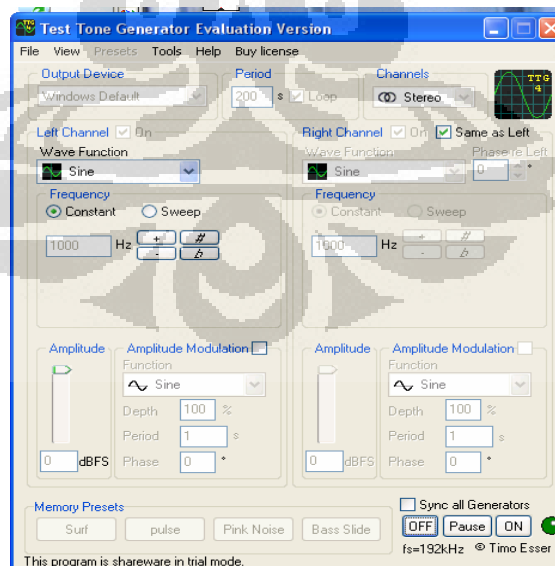 Test Tone Generator Evaluation Version
File View Presets Tools Help Buy license
Output Device Period Channels
Windows Default 200 s Loop Stereo TTG 4
Left Channel On Right Channel On Same as Left
Wave Function Wave Function Phase re Left
Sine Sine 0 °
Frequency Frequency
Constant Sweep Constant Sweep
1000 Hz + # 1000 Hz + #
- b - b
Amplitude Amplitude Modulation Amplitude Amplitude Modulation
Function Function
Sine Sine
Depth 100 % Depth 100 %
Period 1 s Period 1 s
0 dBFS Phase 0 ° 0 dBFS Phase 0 °
Memory Presets Sync all Generators
Surf pulse Pink Noise Bass Slide OFF Pause ON
fs=192kHz © Timo Esser
This program is shareware in trial mode.